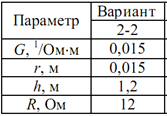 Параметр Вариант
2-2
G, 1/Ом·м 0,015
r, м 0,015
h, м 1,2
R, Ом 12